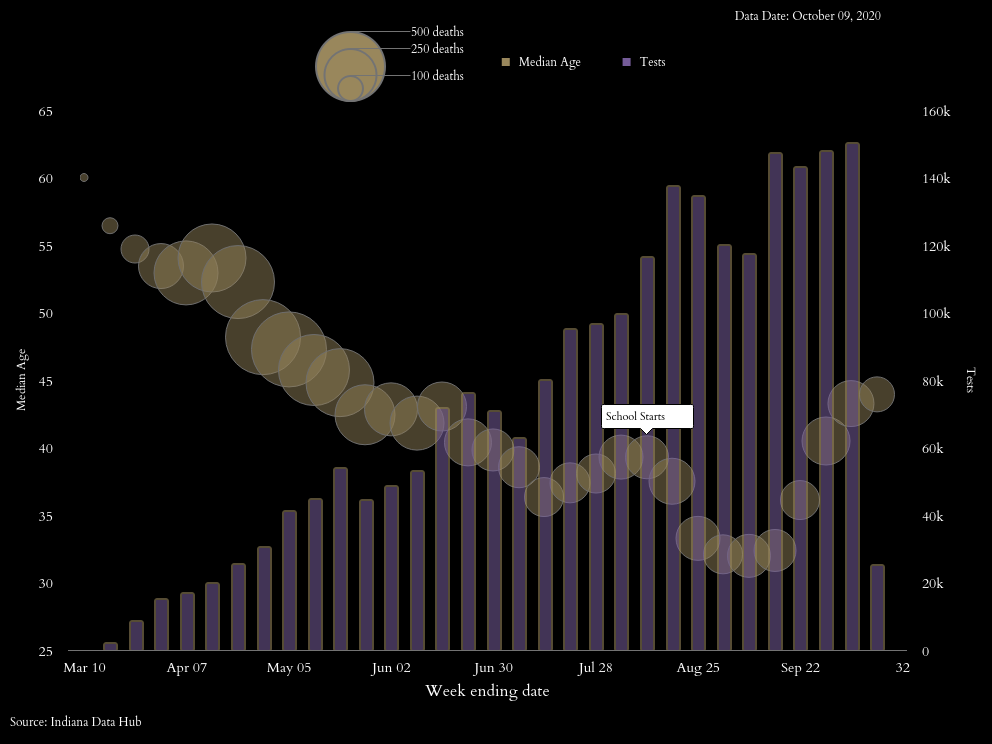 Data Date: October 09, 2020
500 deaths
250 deaths
100 deaths
Median Age
Tests
65
60
55
50
45
40
35
30
25
160k
140k
120k
100k
80k
60k
40k
20k
0
Median Age
Tests
School Starts
Mar 10 Apr 07 May 05 Jun 02 Jun 30 Jul 28 Aug 25 Sep 22 32
Week ending date
Source: Indiana Data Hub